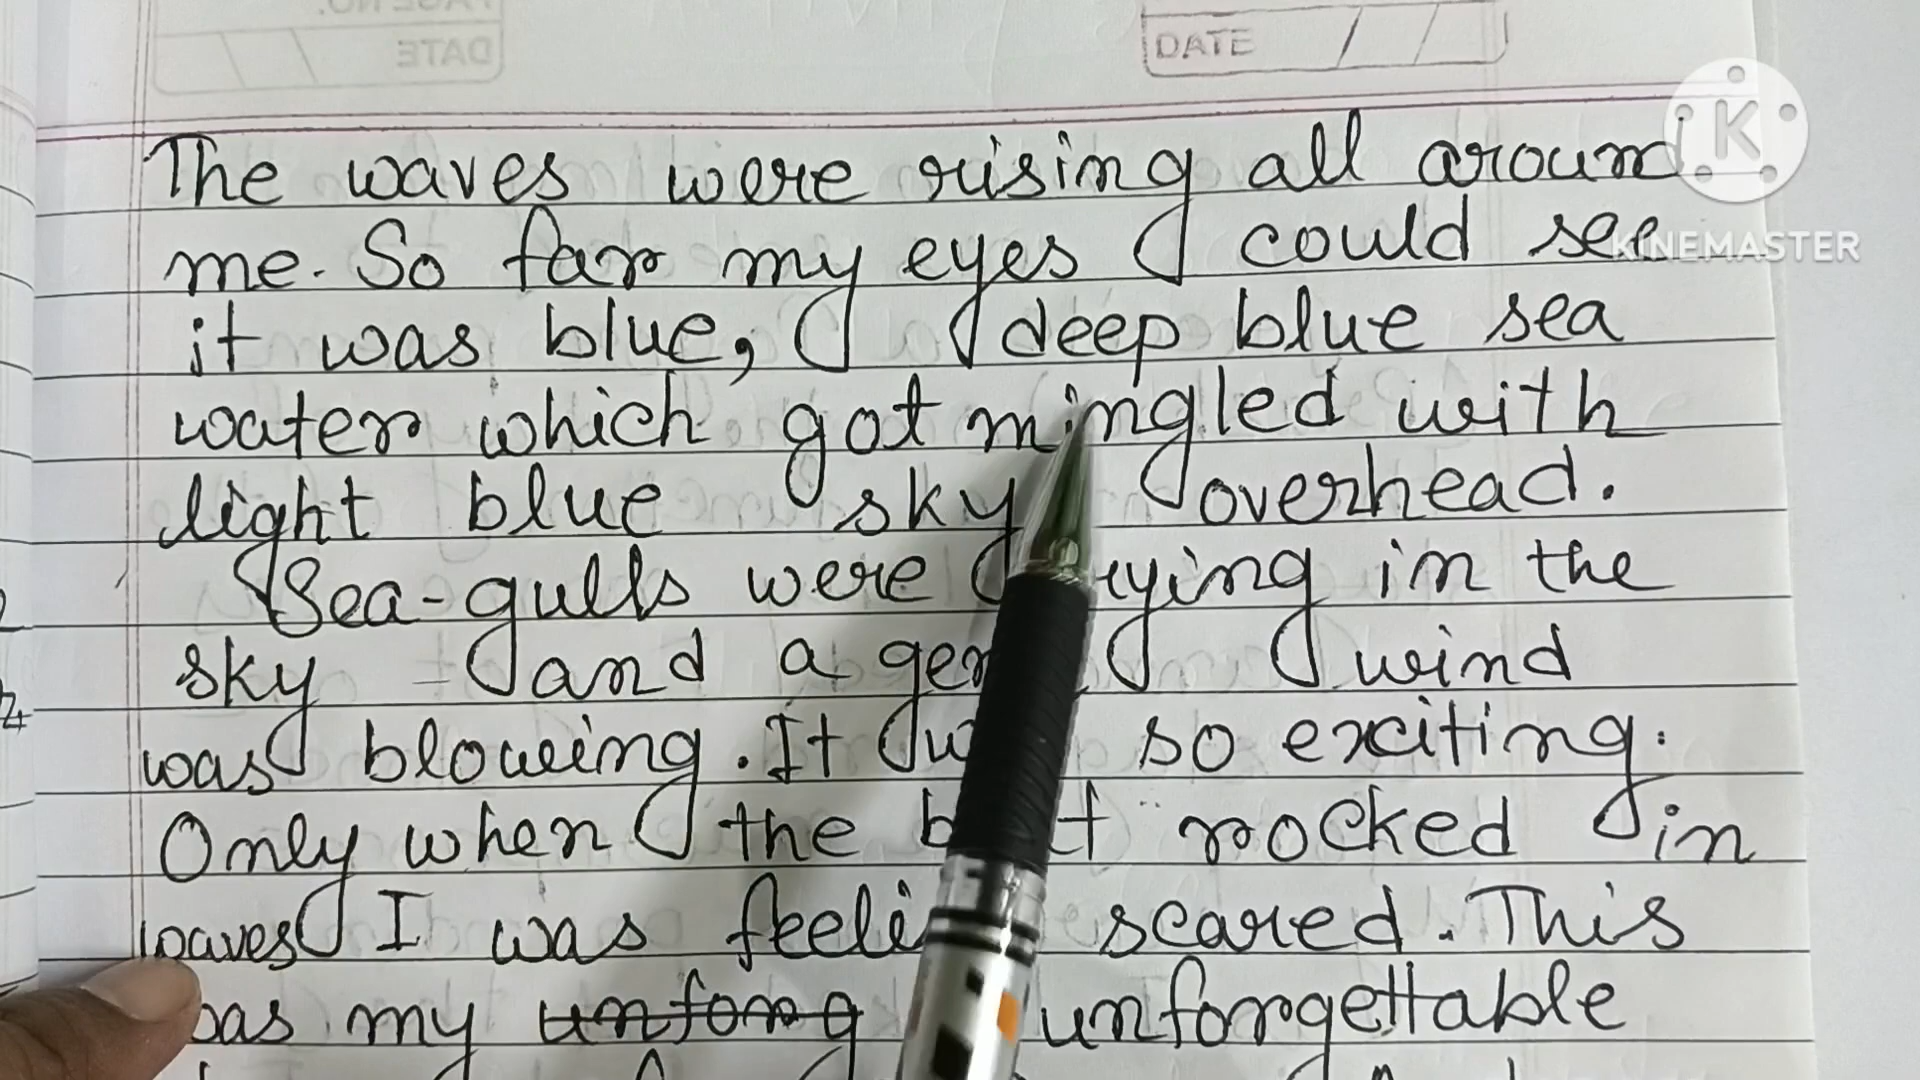 PAGE NO.
DATE
DATE / /
K
KINEMASTER
The waves were rising all around
me. So far my eyes could see
it was blue, deep blue sea
water which got mingled with
light blue sky overhead.
Sea-gulls were in the
sky and a wind
was blowing. It so exciting.
Only when the rocked in
waves I was scared. This
my unforg unforgettable